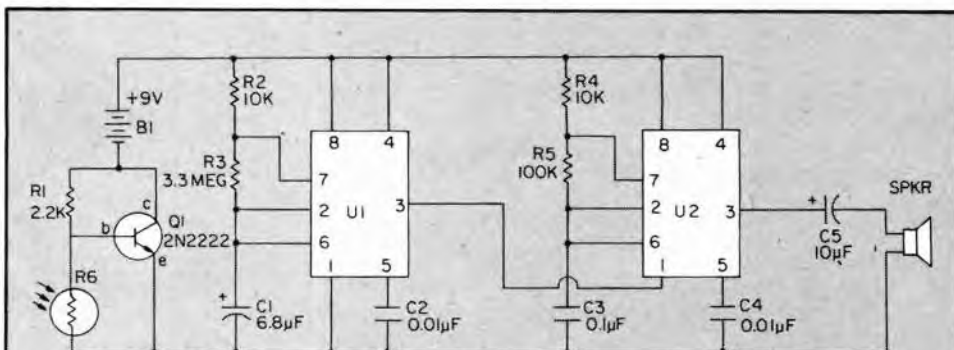 +9V
B1
R1
2.2K
b
c
e
Q1
2N2222
R6
R2
10K
R3
3.3 MEG
C1
+
6.8µF
8
4
7
2
U1
3
6
1
5
C2
0.01µF
R4
10K
R5
100K
C3
0.1µF
8
4
7
2
U2
3
6
1
5
C4
0.01µF
+
C5
10µF
SPKR